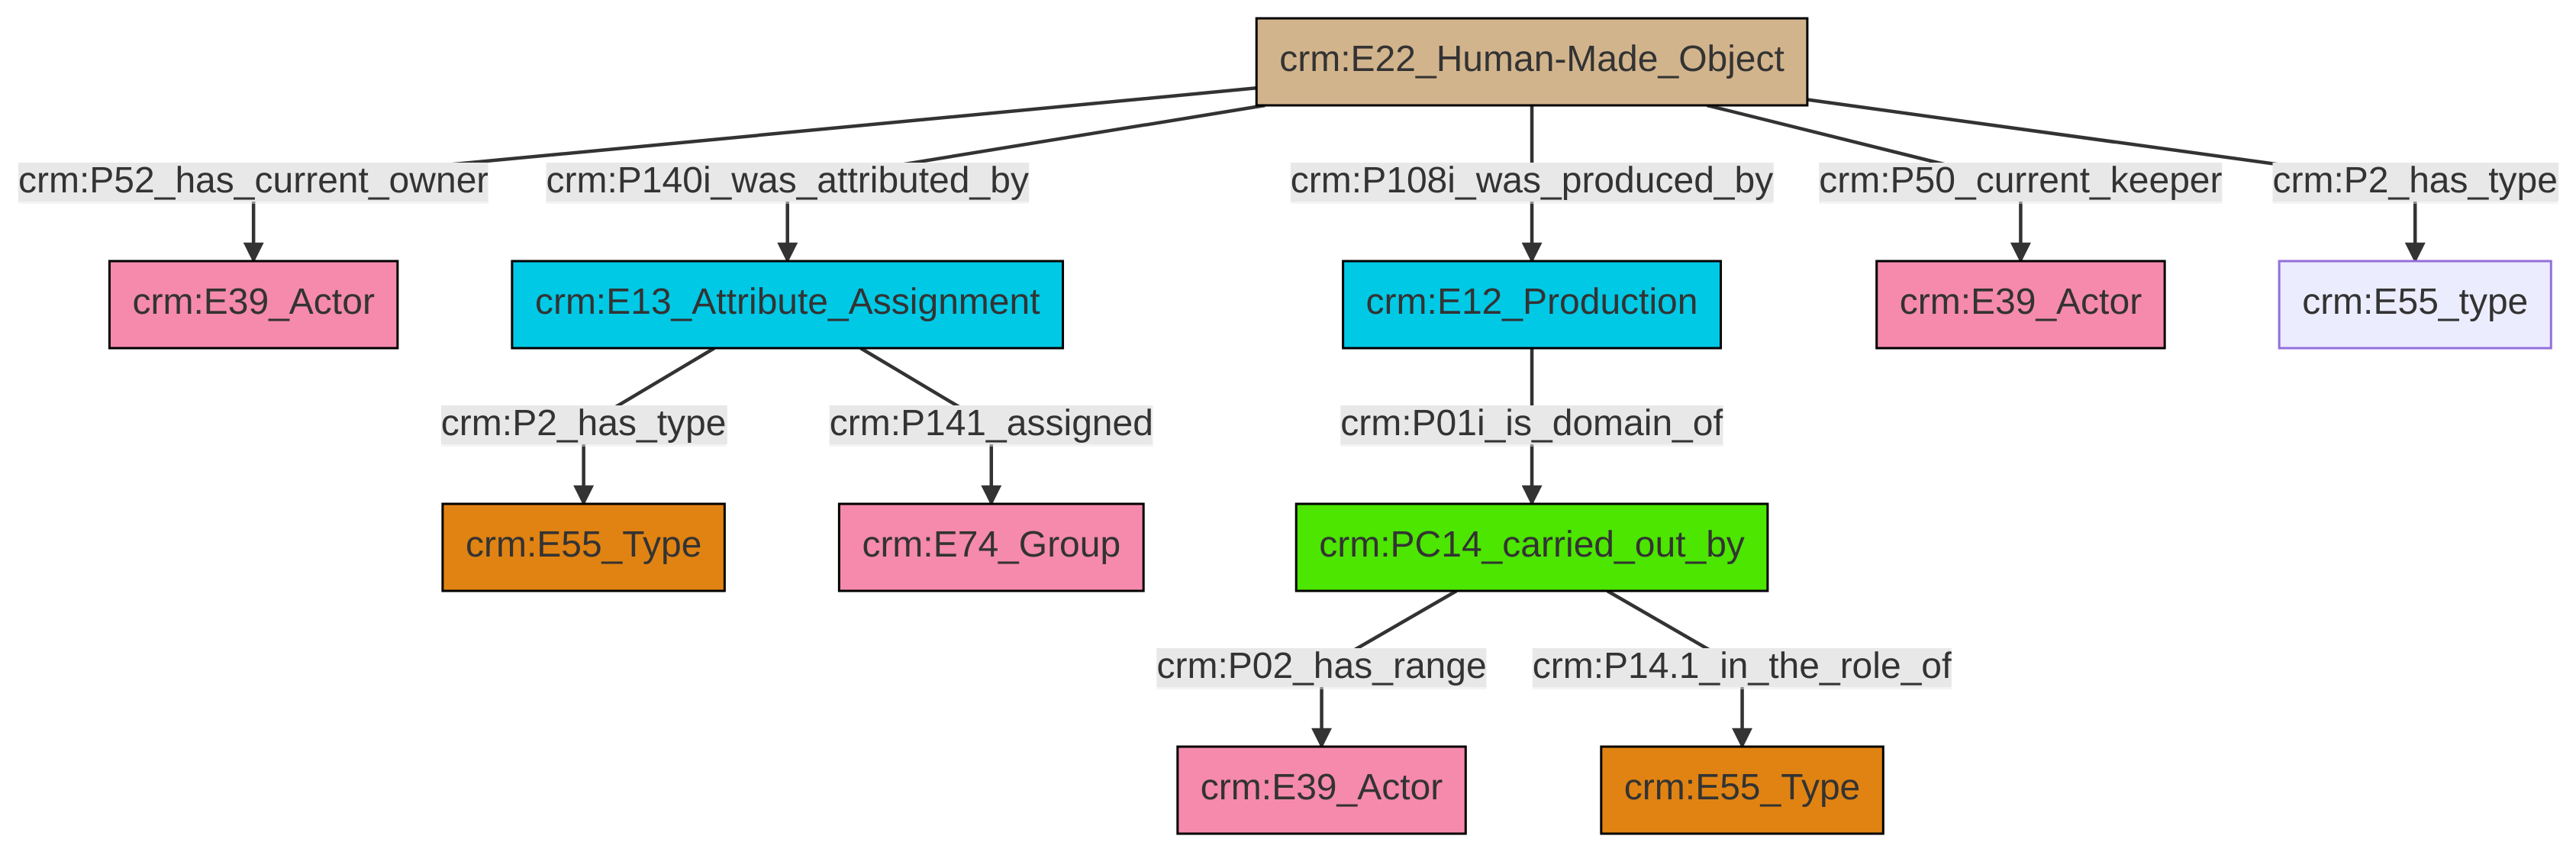 crm:E22_Human-Made_Object
crm:P52_has_current_owner
crm:P140i_was_attributed_by
crm:P108i_was_produced_by
crm:P50_current_keeper
crm:P2_has_type
crm:E39_Actor
crm:E13_Attribute_Assignment
crm:E12_Production
crm:E39_Actor
crm:E55_type
crm:P2_has_type
crm:P141_assigned
crm:P01i_is_domain_of
crm:E55_Type
crm:E74_Group
crm:PC14_carried_out_by
crm:P02_has_range
crm:P14.1_in_the_role_of
crm:E39_Actor
crm:E55_Type